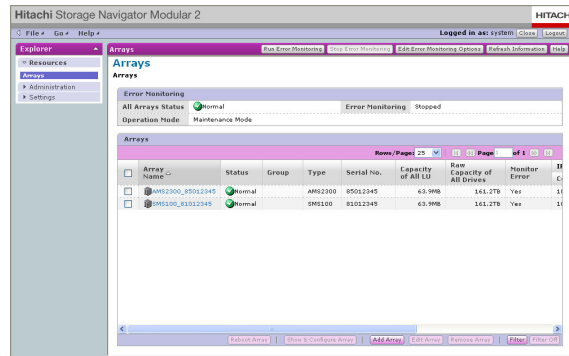 Hitachi Storage Navigator Modular 2 HITACH
File Go Help Logged in as: system Close Logout
Explorer
Resources
Arrays
Administration
Settings
Arrays Run Error Monitoring Stop Error Monitoring Edit Error Monitoring Options Refresh Information Help
Arrays
Arrays
Error Monitoring
All Arrays Status Normal Error Monitoring Stopped
Operation Mode Maintenance Mode
Arrays
Rows/Page: 25 Page of 1
Array Name Status Group Type Serial No. Capacity of All LU Raw Capacity of All Drives Monitor Error
AMS2300_85012345 Normal AMS2300 85012345 63.9MB 161.2TB Yes
SMS100_81012345 Normal SMS100 81012345 63.9MB 161.2TB Yes
Reboot Array Show & Configure Array Add Array Edit Array Remove Array Filter Filter Off